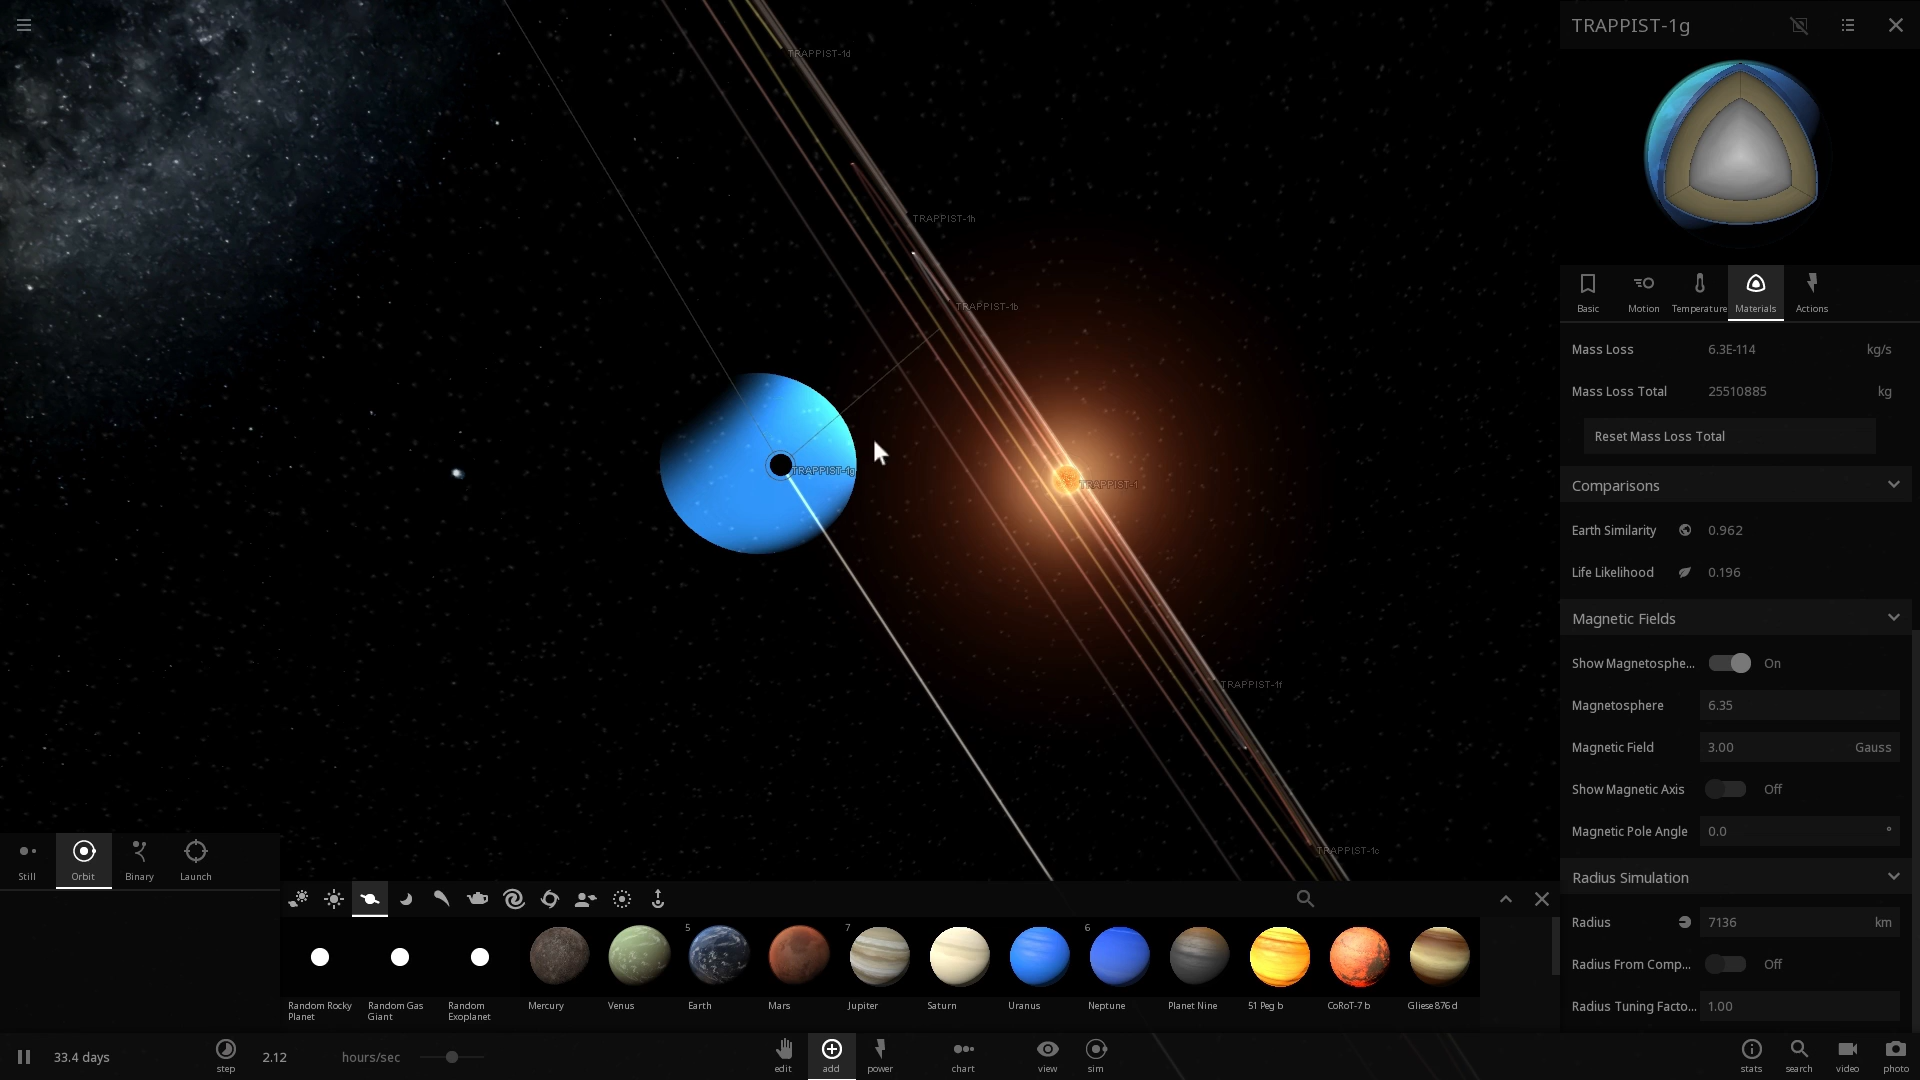 TRAPPIST-1g
TRAPPIST-1d
TRAPPIST-1h
TRAPPIST-1b
TRAPPIST-1g
TRAPPIST-1
TRAPPIST-1f
TRAPPIST-1c
Basic
Motion
Temperature
Materials
Actions
Mass Loss 6.3E-114 kg/s
Mass Loss Total 25510885 kg
Reset Mass Loss Total
Comparisons
Earth Similarity 0.962
Life Likelihood 0.196
Magnetic Fields
Show Magnetosphe... On
Magnetosphere 6.35
Magnetic Field 3.00 Gauss
Show Magnetic Axis Off
Magnetic Pole Angle 0.0 °
Radius Simulation
Radius 7136 km
Radius From Comp... Off
Radius Tuning Facto... 1.00
Still
Orbit
Binary
Launch
5
7
6
Random Rocky Planet
Random Gas Giant
Random Exoplanet
Mercury
Venus
Earth
Mars
Jupiter
Saturn
Uranus
Neptune
Planet Nine
51 Peg b
CoRoT-7 b
Gliese 876 d
33.4 days
step
2.12 hours/sec
edit
add
power
chart
view
sim
stats
search
video
photo